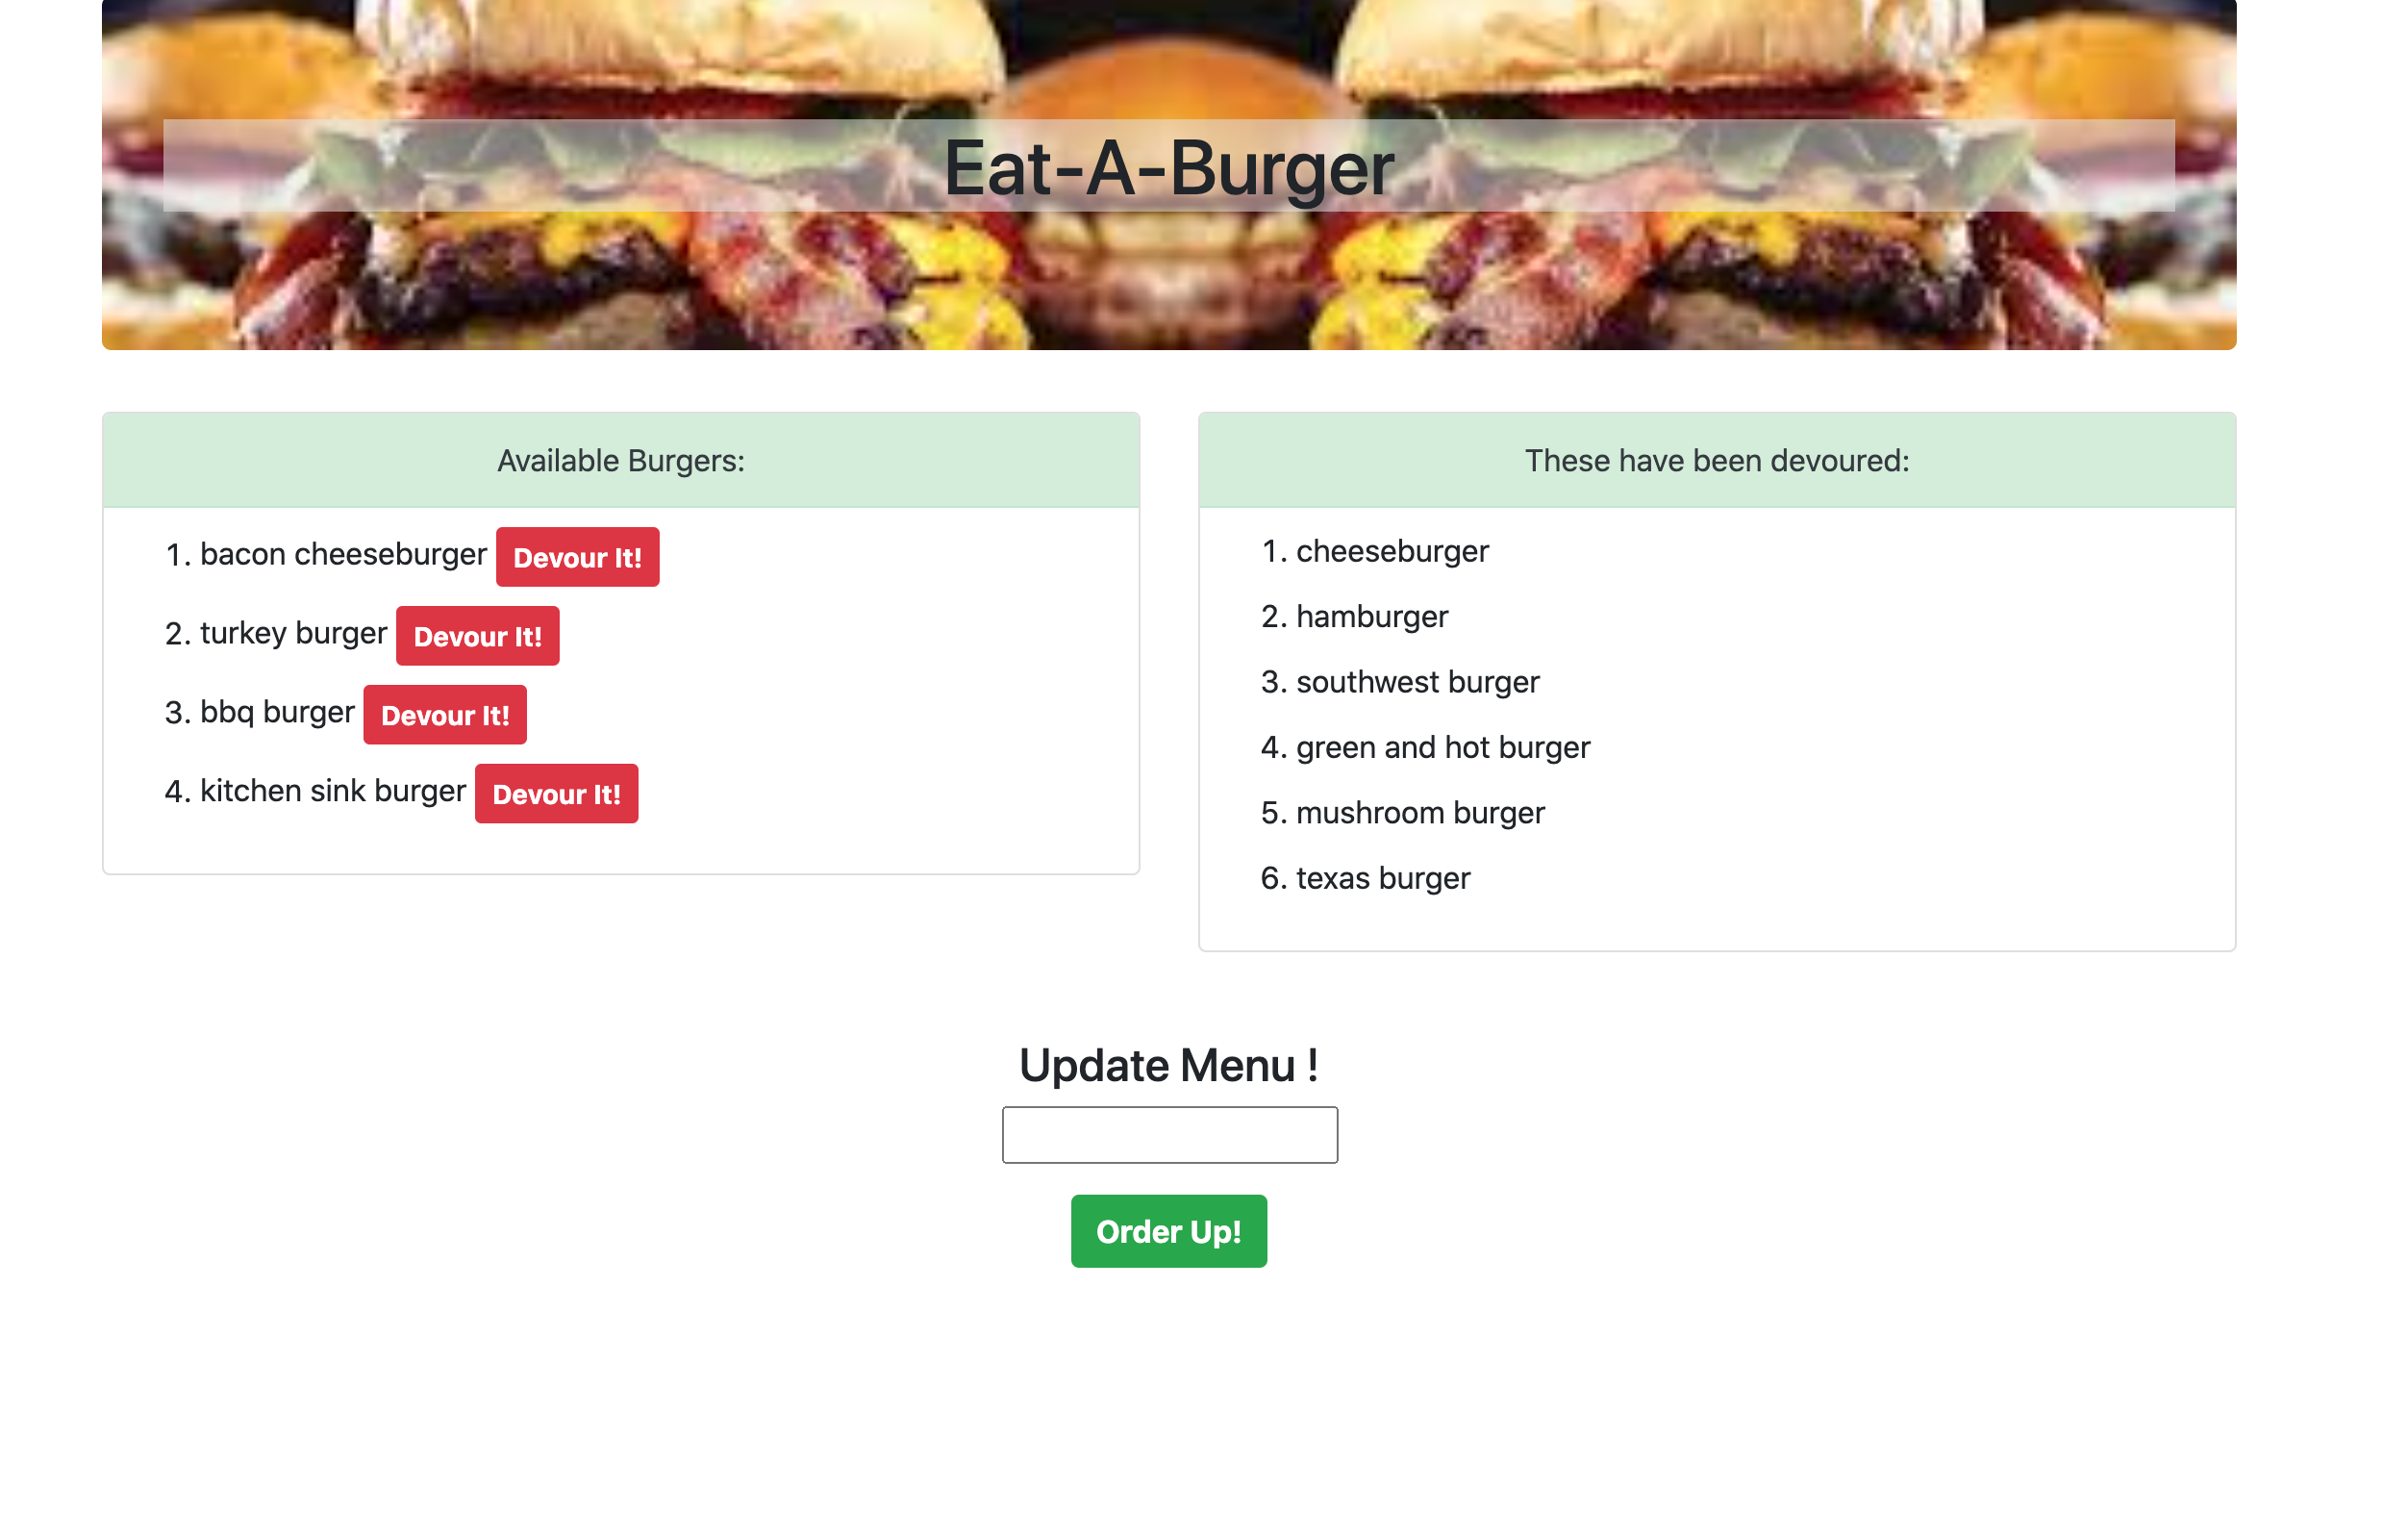 Eat-A-Burger
Available Burgers:
1. bacon cheeseburger Devour It!
2. turkey burger Devour It!
3. bbq burger Devour It!
4. kitchen sink burger Devour It!
These have been devoured:
1. cheeseburger
2. hamburger
3. southwest burger
4. green and hot burger
5. mushroom burger
6. texas burger
Update Menu !
Order Up!